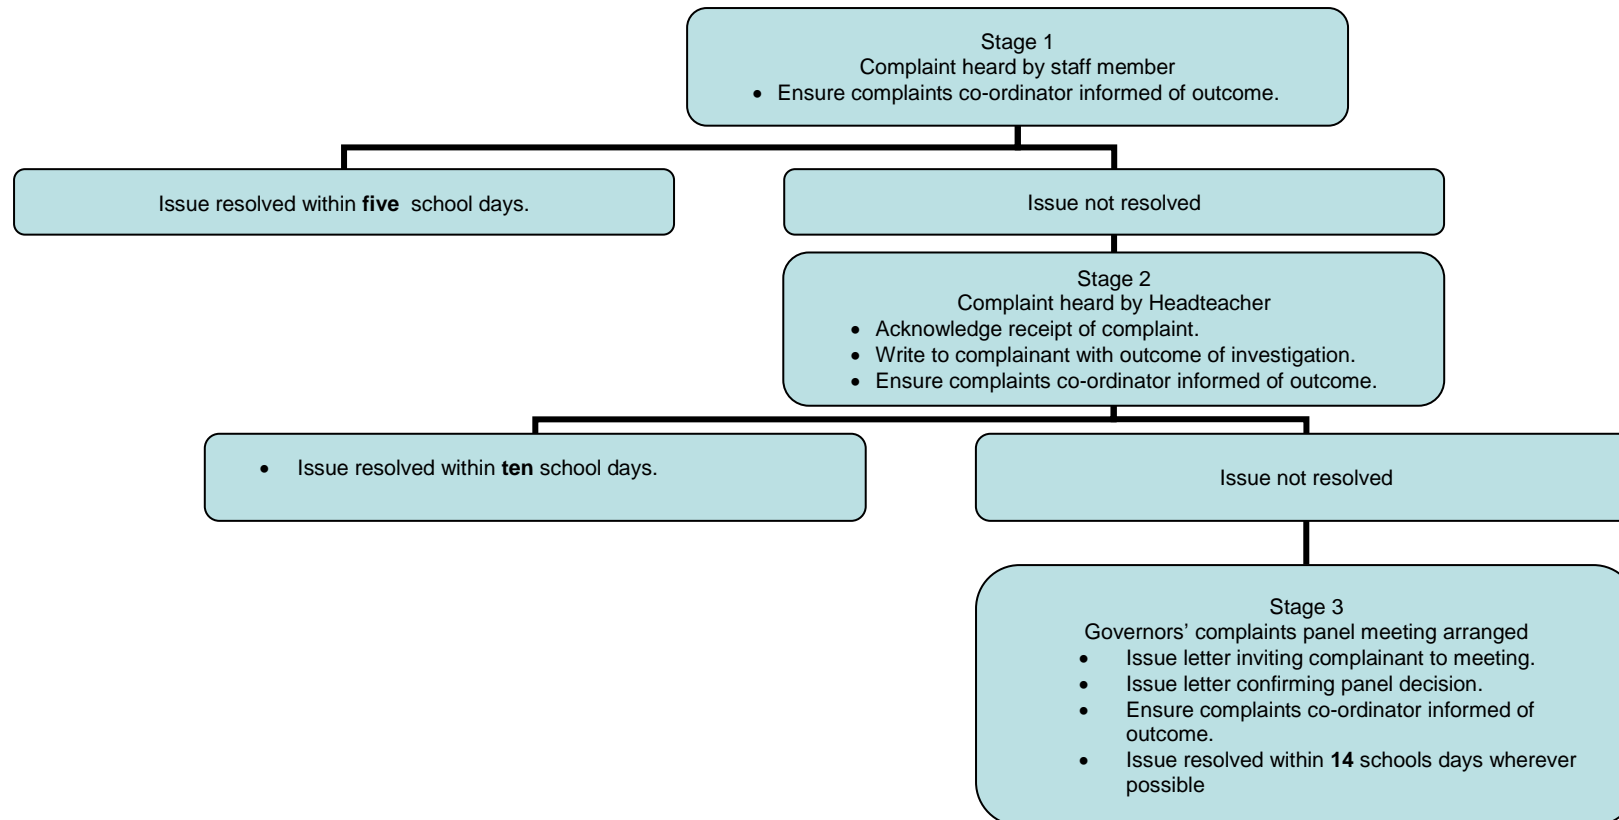 Stage 1
Complaint heard by staff member
• Ensure complaints co-ordinator informed of outcome.
Issue resolved within five school days.
Issue not resolved
Stage 2
Complaint heard by Headteacher
• Acknowledge receipt of complaint.
• Write to complainant with outcome of investigation.
• Ensure complaints co-ordinator informed of outcome.
• Issue resolved within ten school days.
Issue not resolved
Stage 3
Governors’ complaints panel meeting arranged
• Issue letter inviting complainant to meeting.
• Issue letter confirming panel decision.
• Ensure complaints co-ordinator informed of
outcome.
• Issue resolved within 14 schools days wherever
possible